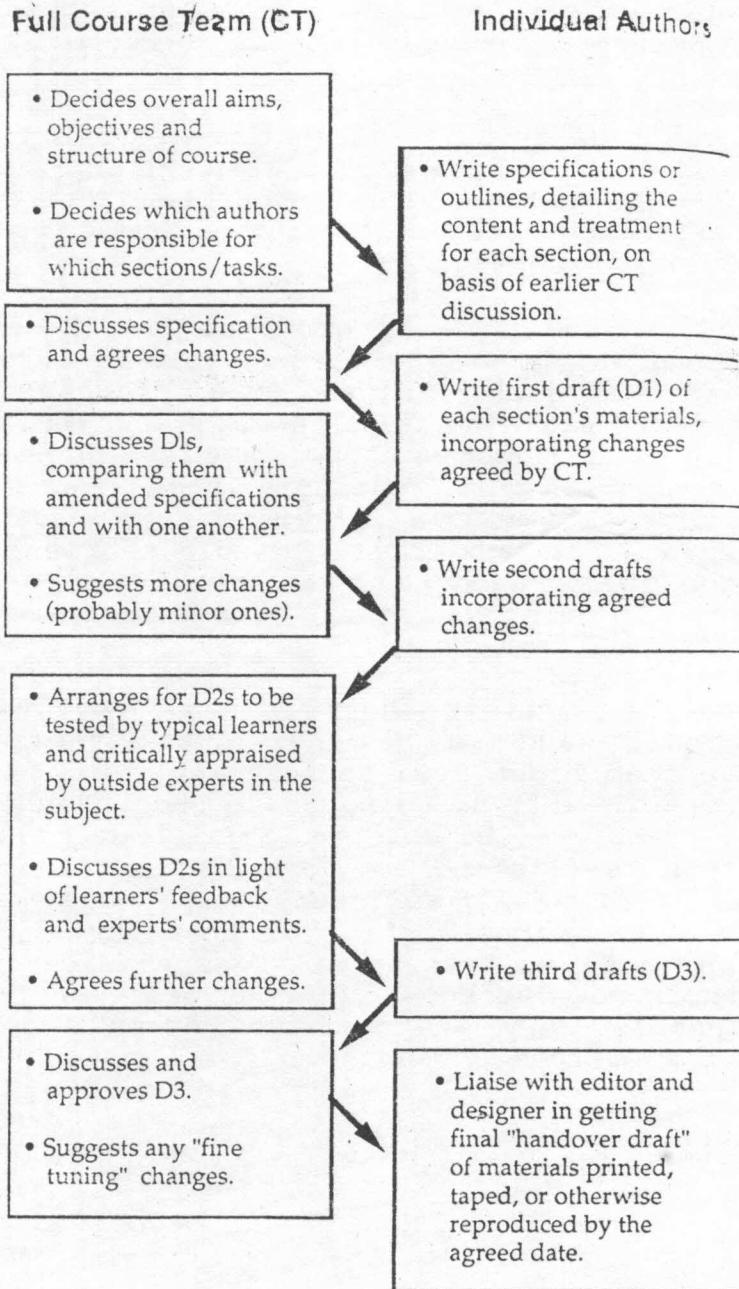 Full Course Team (CT)
Individual Authors
• Decides overall aims,
objectives and
structure of course.
• Decides which authors
are responsible for
which sections/tasks.
• Write specifications or
outlines, detailing the
content and treatment
for each section, on
basis of earlier CT
discussion.
• Discusses specification
and agrees changes.
• Write first draft (D1) of
each section's materials,
incorporating changes
agreed by CT.
• Discusses DIs,
comparing them with
amended specifications
and with one another.
• Suggests more changes
(probably minor ones).
• Write second drafts
incorporating agreed
changes.
• Arranges for D2s to be
tested by typical learners
and critically appraised
by outside experts in the
subject.
• Discusses D2s in light
of learners' feedback
and experts' comments.
• Agrees further changes.
• Write third drafts (D3).
• Discusses and
approves D3.
• Suggests any "fine
tuning" changes.
• Liaise with editor and
designer in getting
final "handover draft"
of materials printed,
taped, or otherwise
reproduced by the
agreed date.